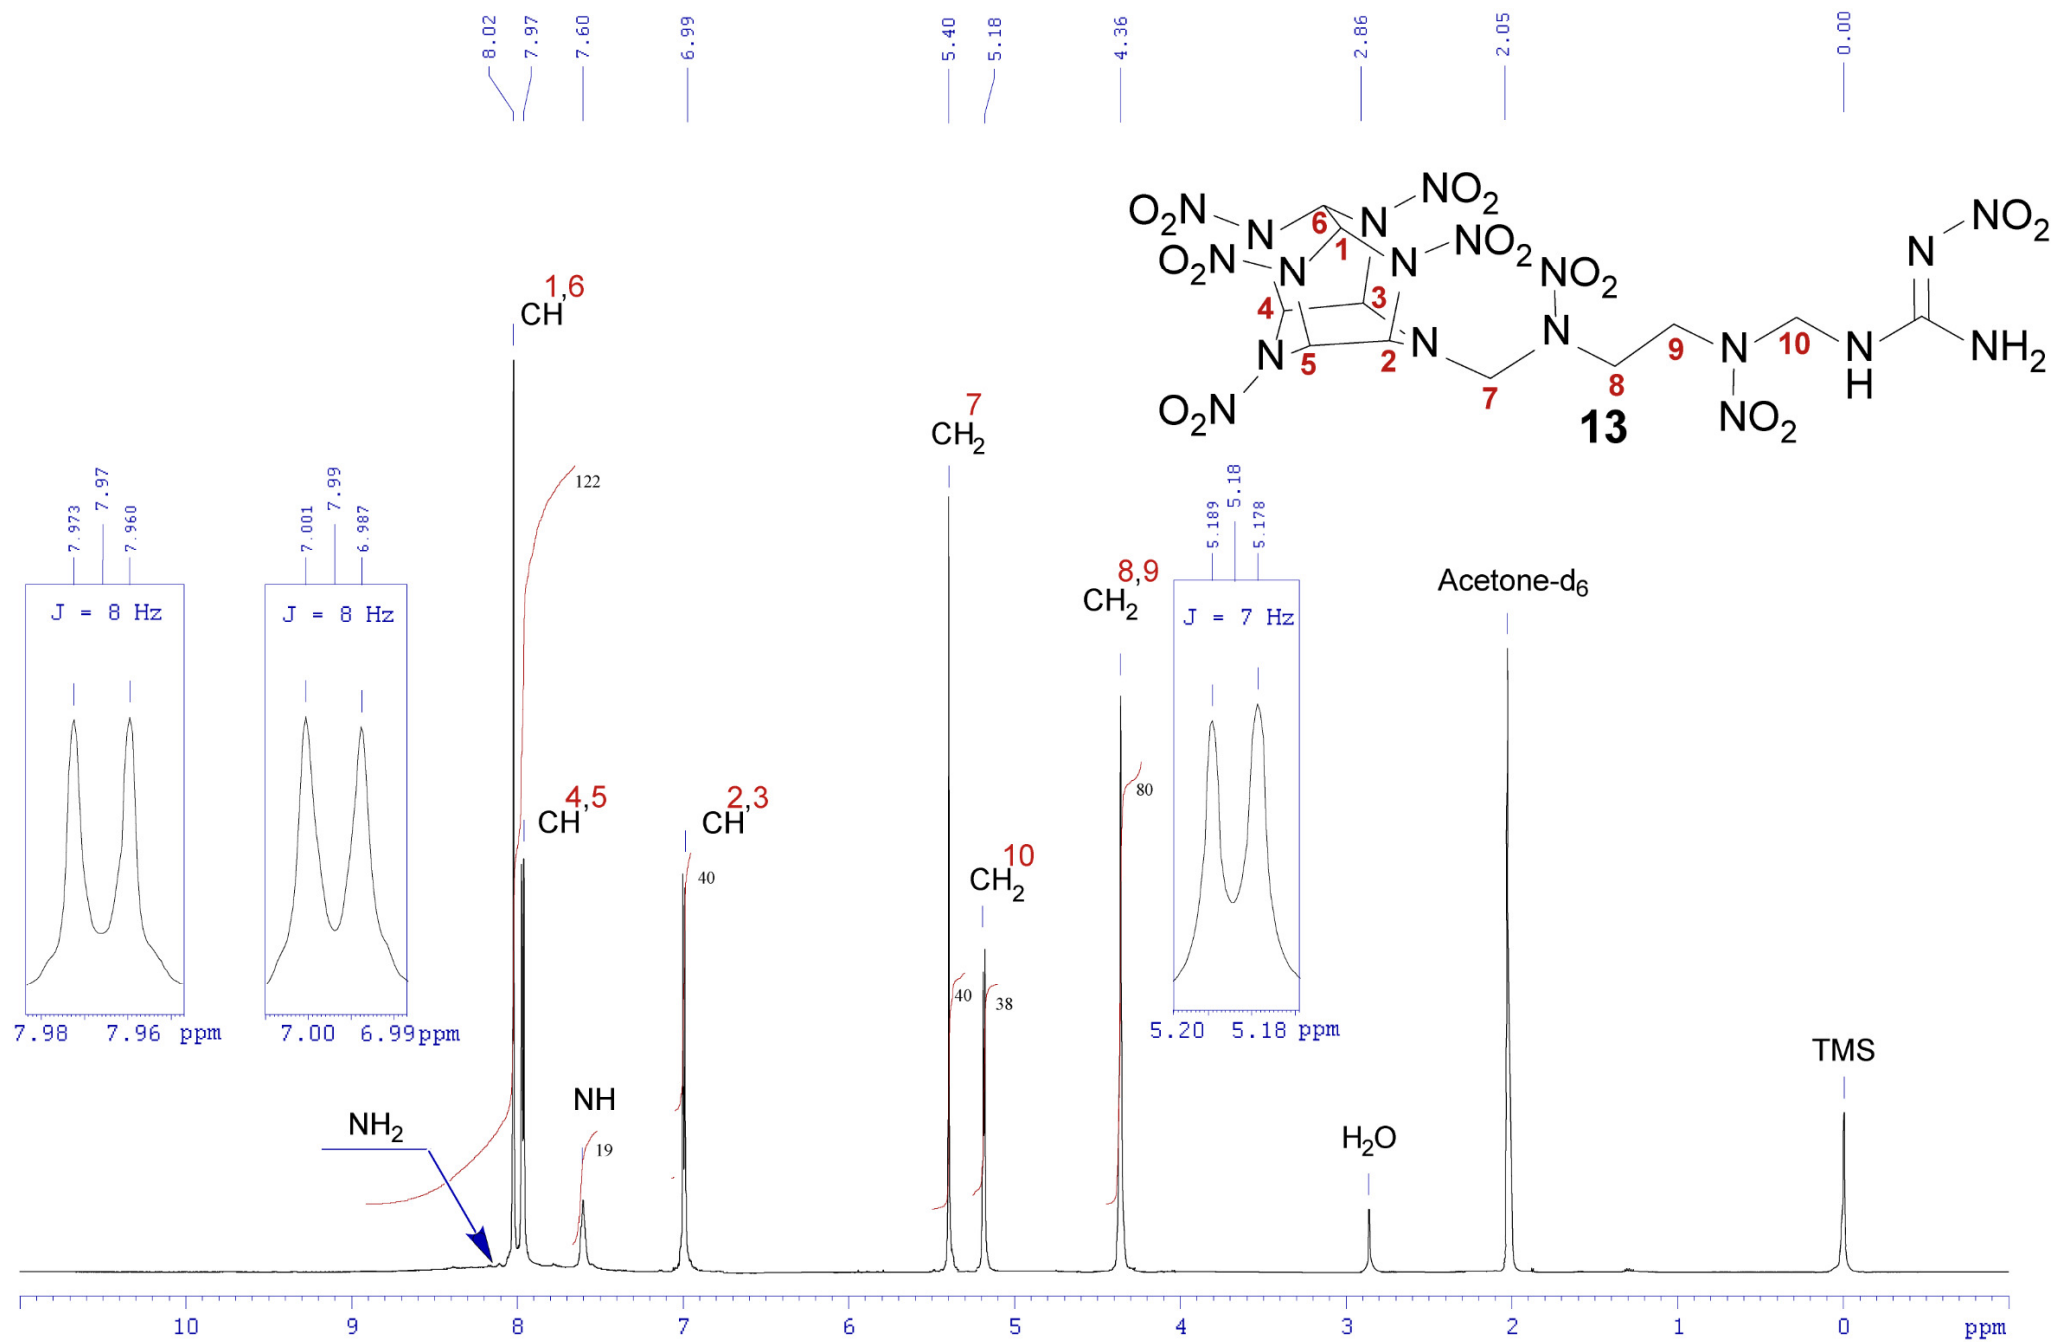 8.02 7.97 7.60 6.99 5.40 5.18 4.36 2.86 2.05 0.00
O2N NO2
N 6 N NO2
O2N N 1 N NO2 NO2 N
4 3 N
N 5 2 N 7 8 9 N 10 N H NH2
O2N NO2
13
CH 1,6
122
CH2 7
7.973 7.97 7.960
J = 8 Hz
7.98 7.96 ppm
7.001 7.99 6.987
J = 8 Hz
7.00 6.99 ppm
5.189 5.18 5.178
J = 7 Hz
5.20 5.18 ppm
CH2 8,9
80
Acetone-d6
CH 4,5
CH 2,3
40
CH2 10
40
38
NH2
NH
19
H2O
TMS
10 9 8 7 6 5 4 3 2 1 0 ppm